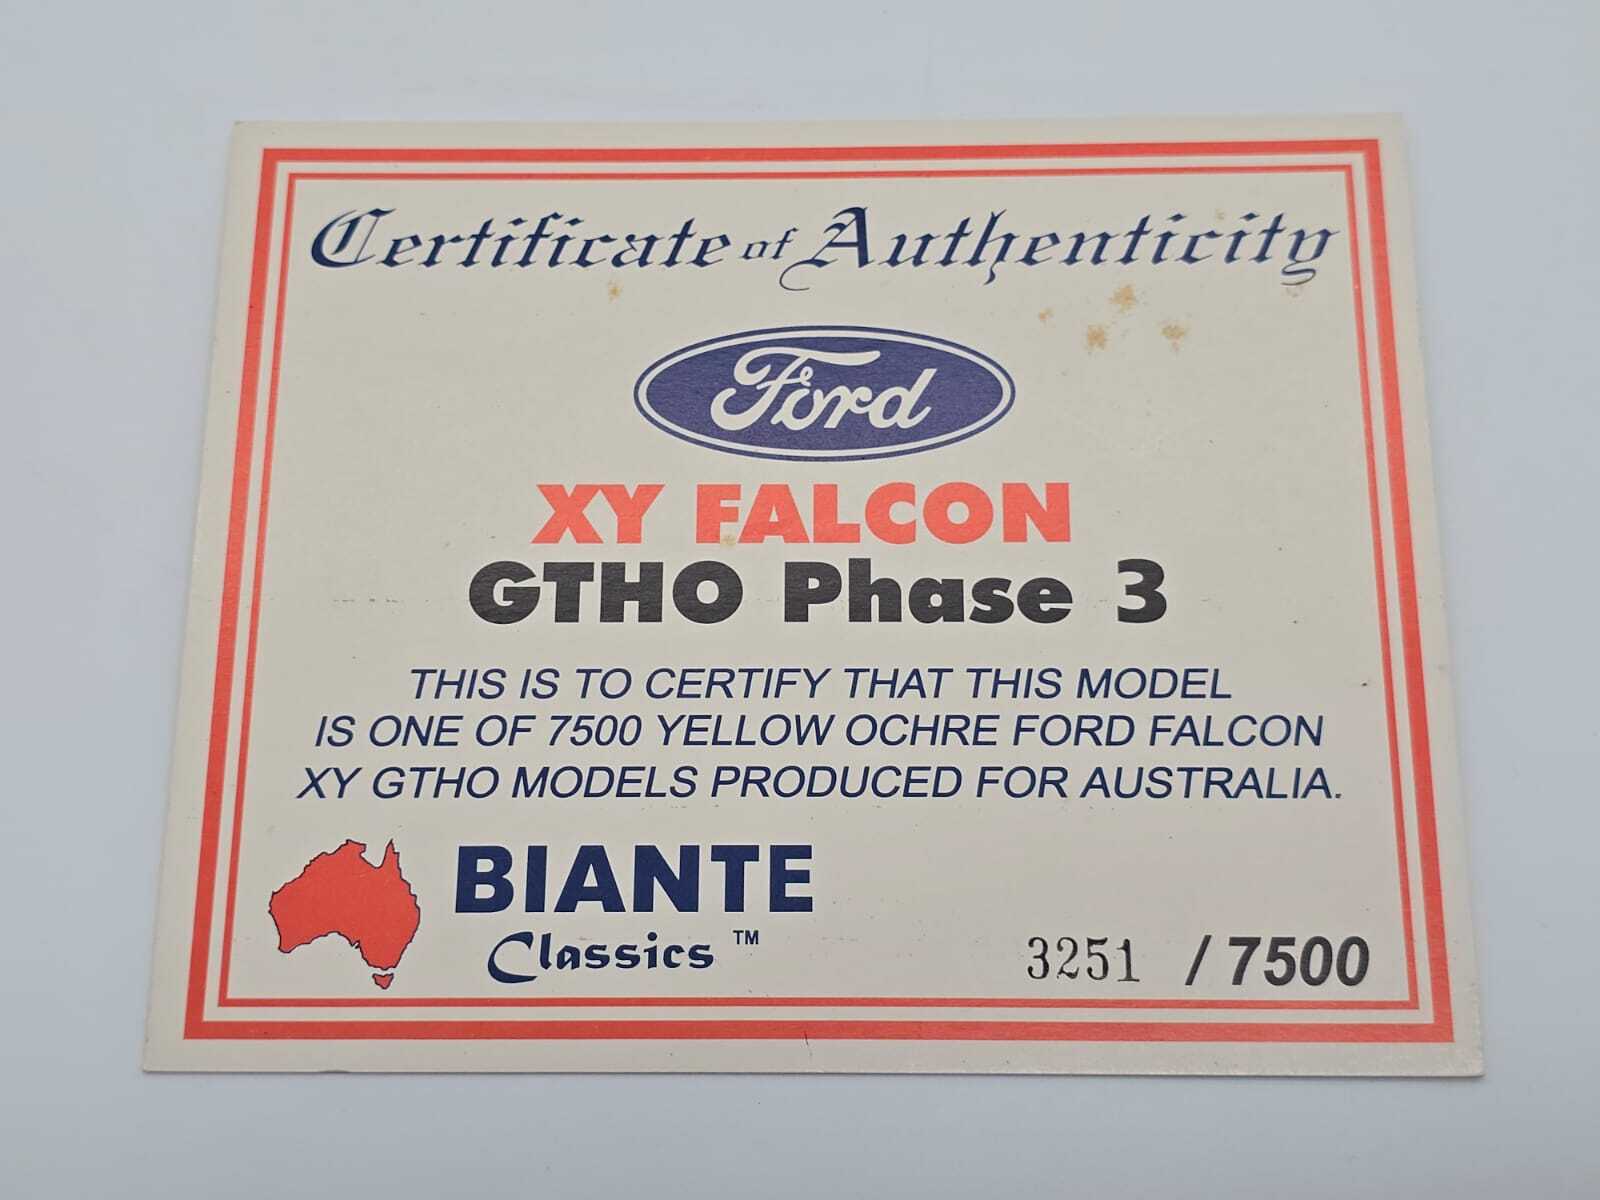 Certificate of Authenticity
Ford
XY FALCON
GTHO Phase 3
THIS IS TO CERTIFY THAT THIS MODEL
IS ONE OF 7500 YELLOW OCHRE FORD FALCON
XY GTHO MODELS PRODUCED FOR AUSTRALIA.
BIANTE
Classics ™
3251 / 7500